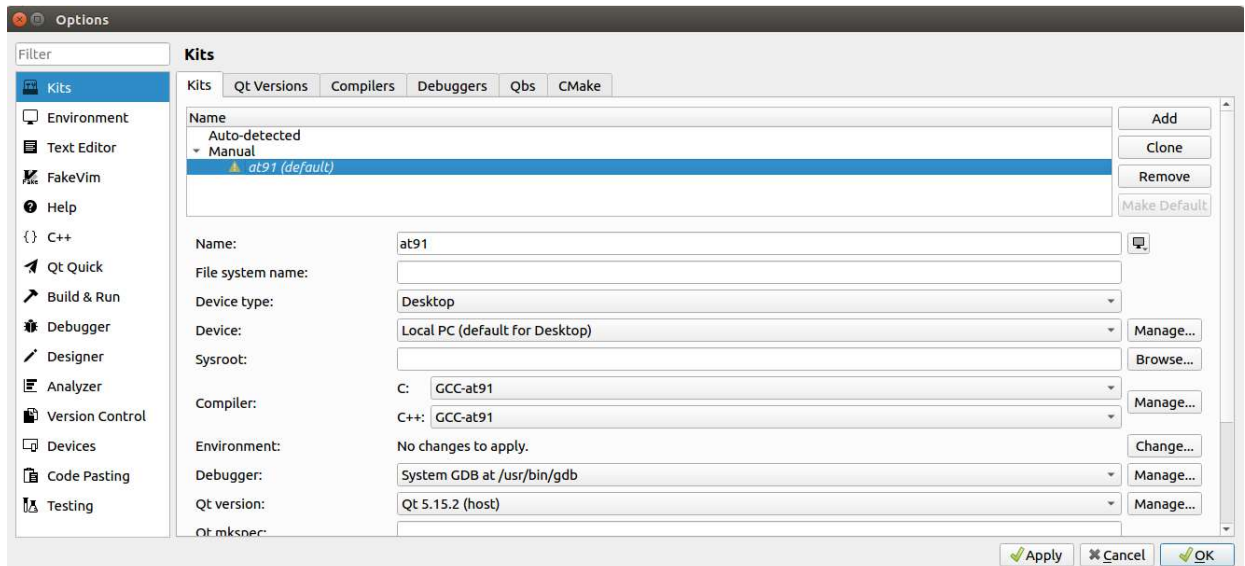 Options
Filter
Kits
Kits
Environment
Text Editor
FakeVim
Help
{} C++
Qt Quick
Build & Run
Debugger
Designer
Analyzer
Version Control
Devices
Code Pasting
Testing
Kits Qt Versions Compilers Debuggers Qbs CMake
Name
Auto-detected
Manual
at91 (default)
Add
Clone
Remove
Make Default
Name: at91
File system name:
Device type: Desktop
Device: Local PC (default for Desktop) Manage...
Sysroot: Browse...
Compiler: C: GCC-at91 Manage...
C++: GCC-at91
Environment: No changes to apply. Change...
Debugger: System GDB at /usr/bin/gdb Manage...
Qt version: Qt 5.15.2 (host) Manage...
Qt mkspec:
Apply Cancel OK